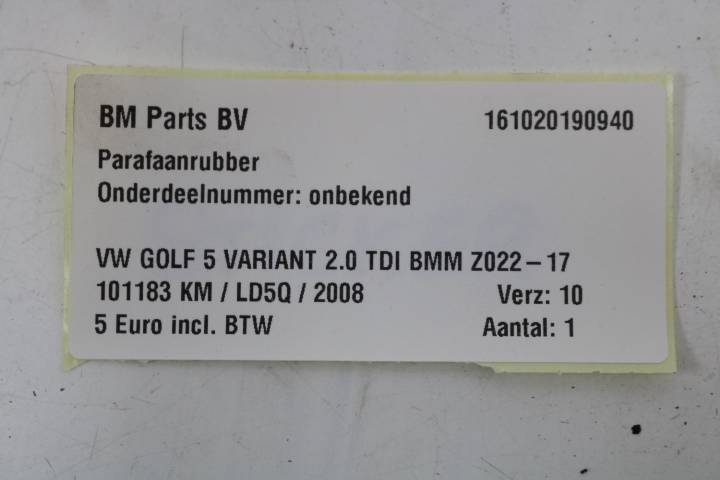 BM Parts BV 161020190940
Parafaanrubber
Onderdeelnummer: onbekend
VW GOLF 5 VARIANT 2.0 TDI BMM Z022-17
101183 KM / LD5Q / 2008 Verz: 10
5 Euro incl. BTW Aantal: 1